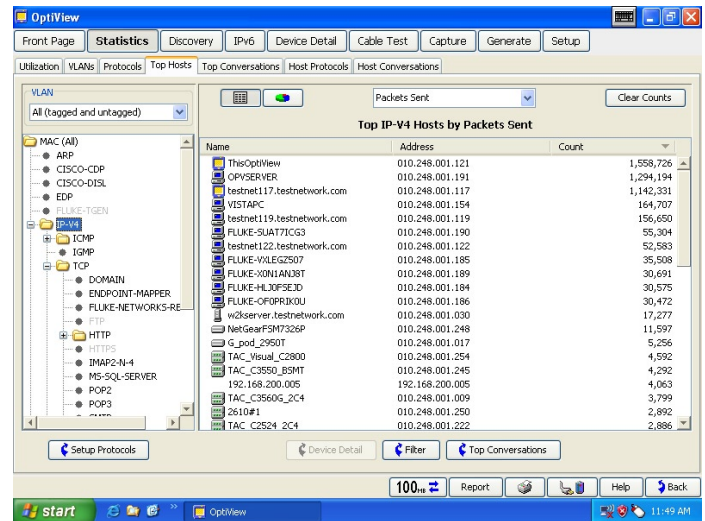 OptiView
Front Page Statistics Discovery IPv6 Device Detail Cable Test Capture Generate Setup
Utilization VLANs Protocols Top Hosts Top Conversations Host Protocols Host Conversations
VLAN
All (tagged and untagged)
Packets Sent
Clear Counts
Top IP-V4 Hosts by Packets Sent
MAC (All)
ARP
CISCO-CDP
CISCO-DISL
EDP
FLUKE-TGEN
IP-V4
ICMP
IGMP
TCP
DOMAIN
ENDPOINT-MAPPER
FLUKE-NETWORKS-RE
FTP
HTTP
HTTPS
IMAP2-N-4
MS-SQL-SERVER
POP2
POP3
Name Address Count
ThisOptiView 010.248.001.121 1,558,726
OPVSERVER 010.248.001.191 1,294,194
testnet117.testnetwork.com 010.248.001.117 1,142,331
VISTAPC 010.248.001.154 164,707
testnet119.testnetwork.com 010.248.001.119 156,650
FLUKE-5UAT7ICG3 010.248.001.190 55,304
testnet122.testnetwork.com 010.248.001.122 52,583
FLUKE-VXLEGZ507 010.248.001.185 35,508
FLUKE-X0N1ANJ8T 010.248.001.189 30,691
FLUKE-HLJ0FSEJD 010.248.001.184 30,575
FLUKE-OF0PRIK0U 010.248.001.186 30,472
w2kserver.testnetwork.com 010.248.001.030 17,277
NetGearFSM7326P 010.248.001.248 11,597
G_pod_2950T 010.248.001.017 5,256
TAC_Visual_C2800 010.248.001.254 4,592
TAC_C3550_BSMT 010.248.001.245 4,292
192.168.200.005 192.168.200.005 4,063
TAC_C3560G_2C4 010.248.001.009 3,799
2610#1 010.248.001.250 2,892
TAC_C2524_2C4 010.248.001.222 2,886
Setup Protocols Device Detail Filter Top Conversations
100MB Report Help Back
start OptiView 11:49 AM